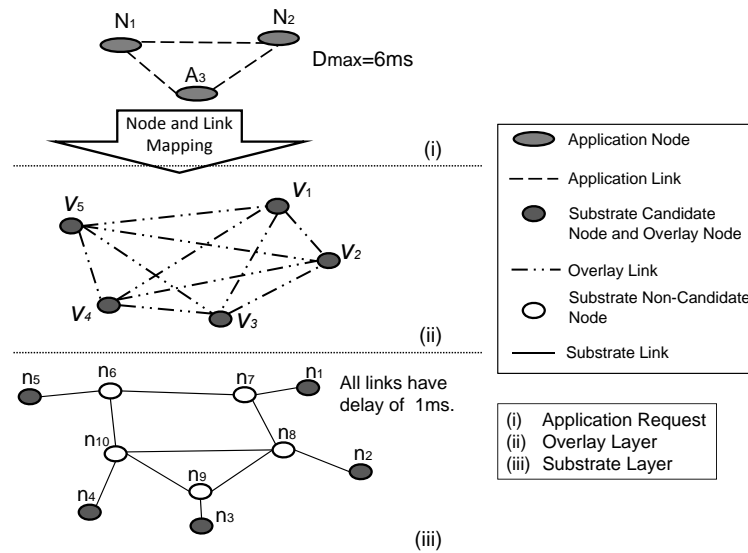 N1
N2
A3
Dmax=6ms
Node and Link
Mapping
(i)
V1
V5
V2
V4
V3
(ii)
n5
n6
n7
n1
All links have
delay of 1ms.
n10
n8
n2
n9
n4
n3
(iii)
Application Node
Application Link
Substrate Candidate
Node and Overlay Node
Overlay Link
Substrate Non-Candidate
Node
Substrate Link
(i) Application Request
(ii) Overlay Layer
(iii) Substrate Layer